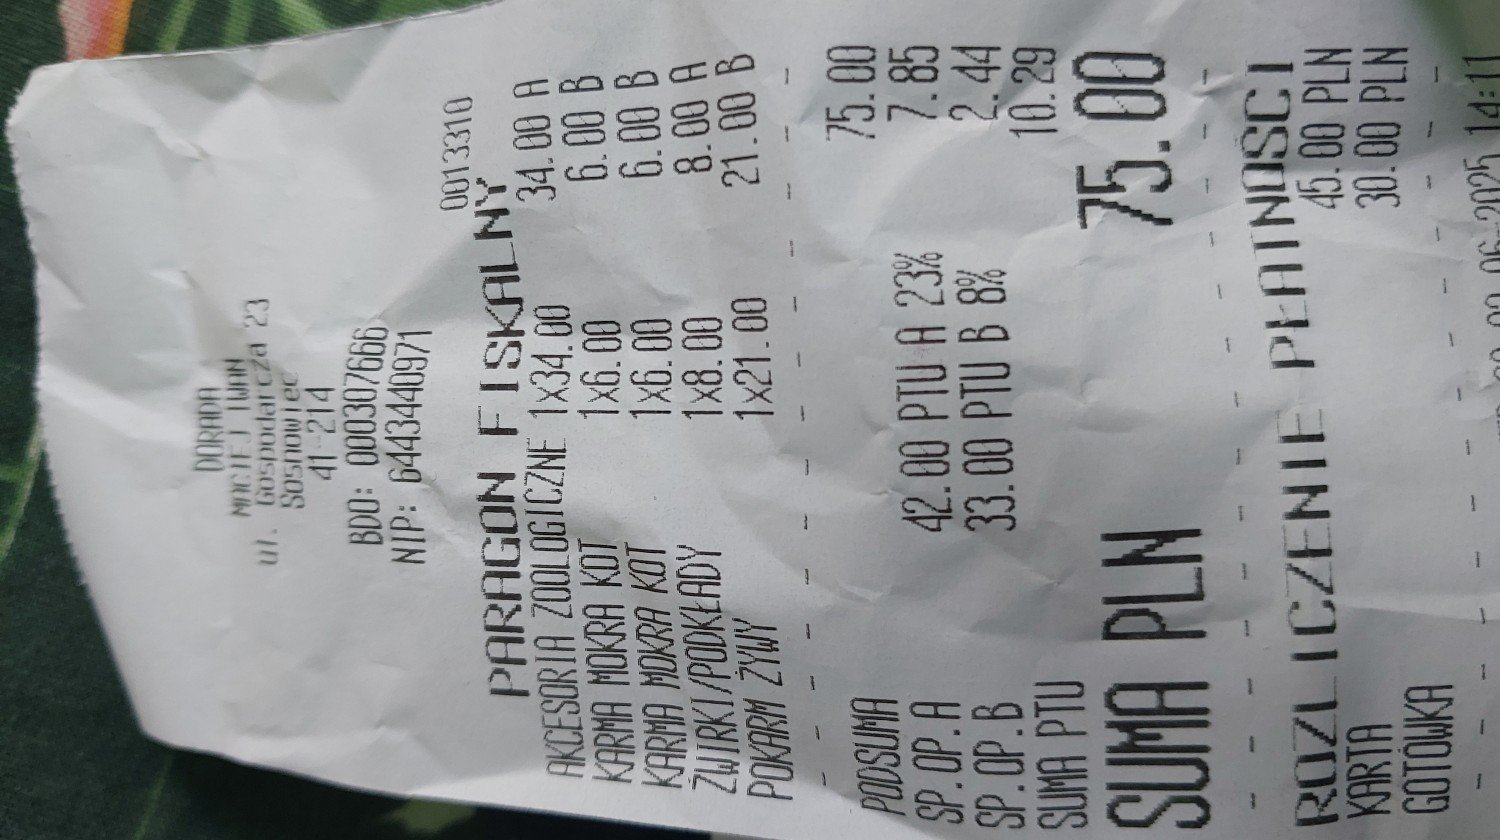 DORADA
MACIEJ IWAN
ul. Gospodarcza 23
Sosnowiec
41-214
BDO: 000307666
NIP: 6443440971
0013310
PARAGON FISKALNY
AKCESORIA ZOOLOGICZNE 1x34.00 34.00 A
KARMA MOKRA KOT 1x6.00 6.00 B
KARMA MOKRA KOT 1x6.00 6.00 B
ŻWIRKI/PODKŁADY 1x8.00 8.00 A
POKARM ŻYWY 1x21.00 21.00 B
PODSUMA 75.00
SP.OP.A 42.00 PTU A 23% 7.85
SP.OP.B 33.00 PTU B 8% 2.44
SUMA PTU 10.29
SUMA PLN 75.00
ROZLICZENIE PŁATNOŚCI
KARTA 45.00 PLN
GOTÓWKA 30.00 PLN
06-2025 14:11